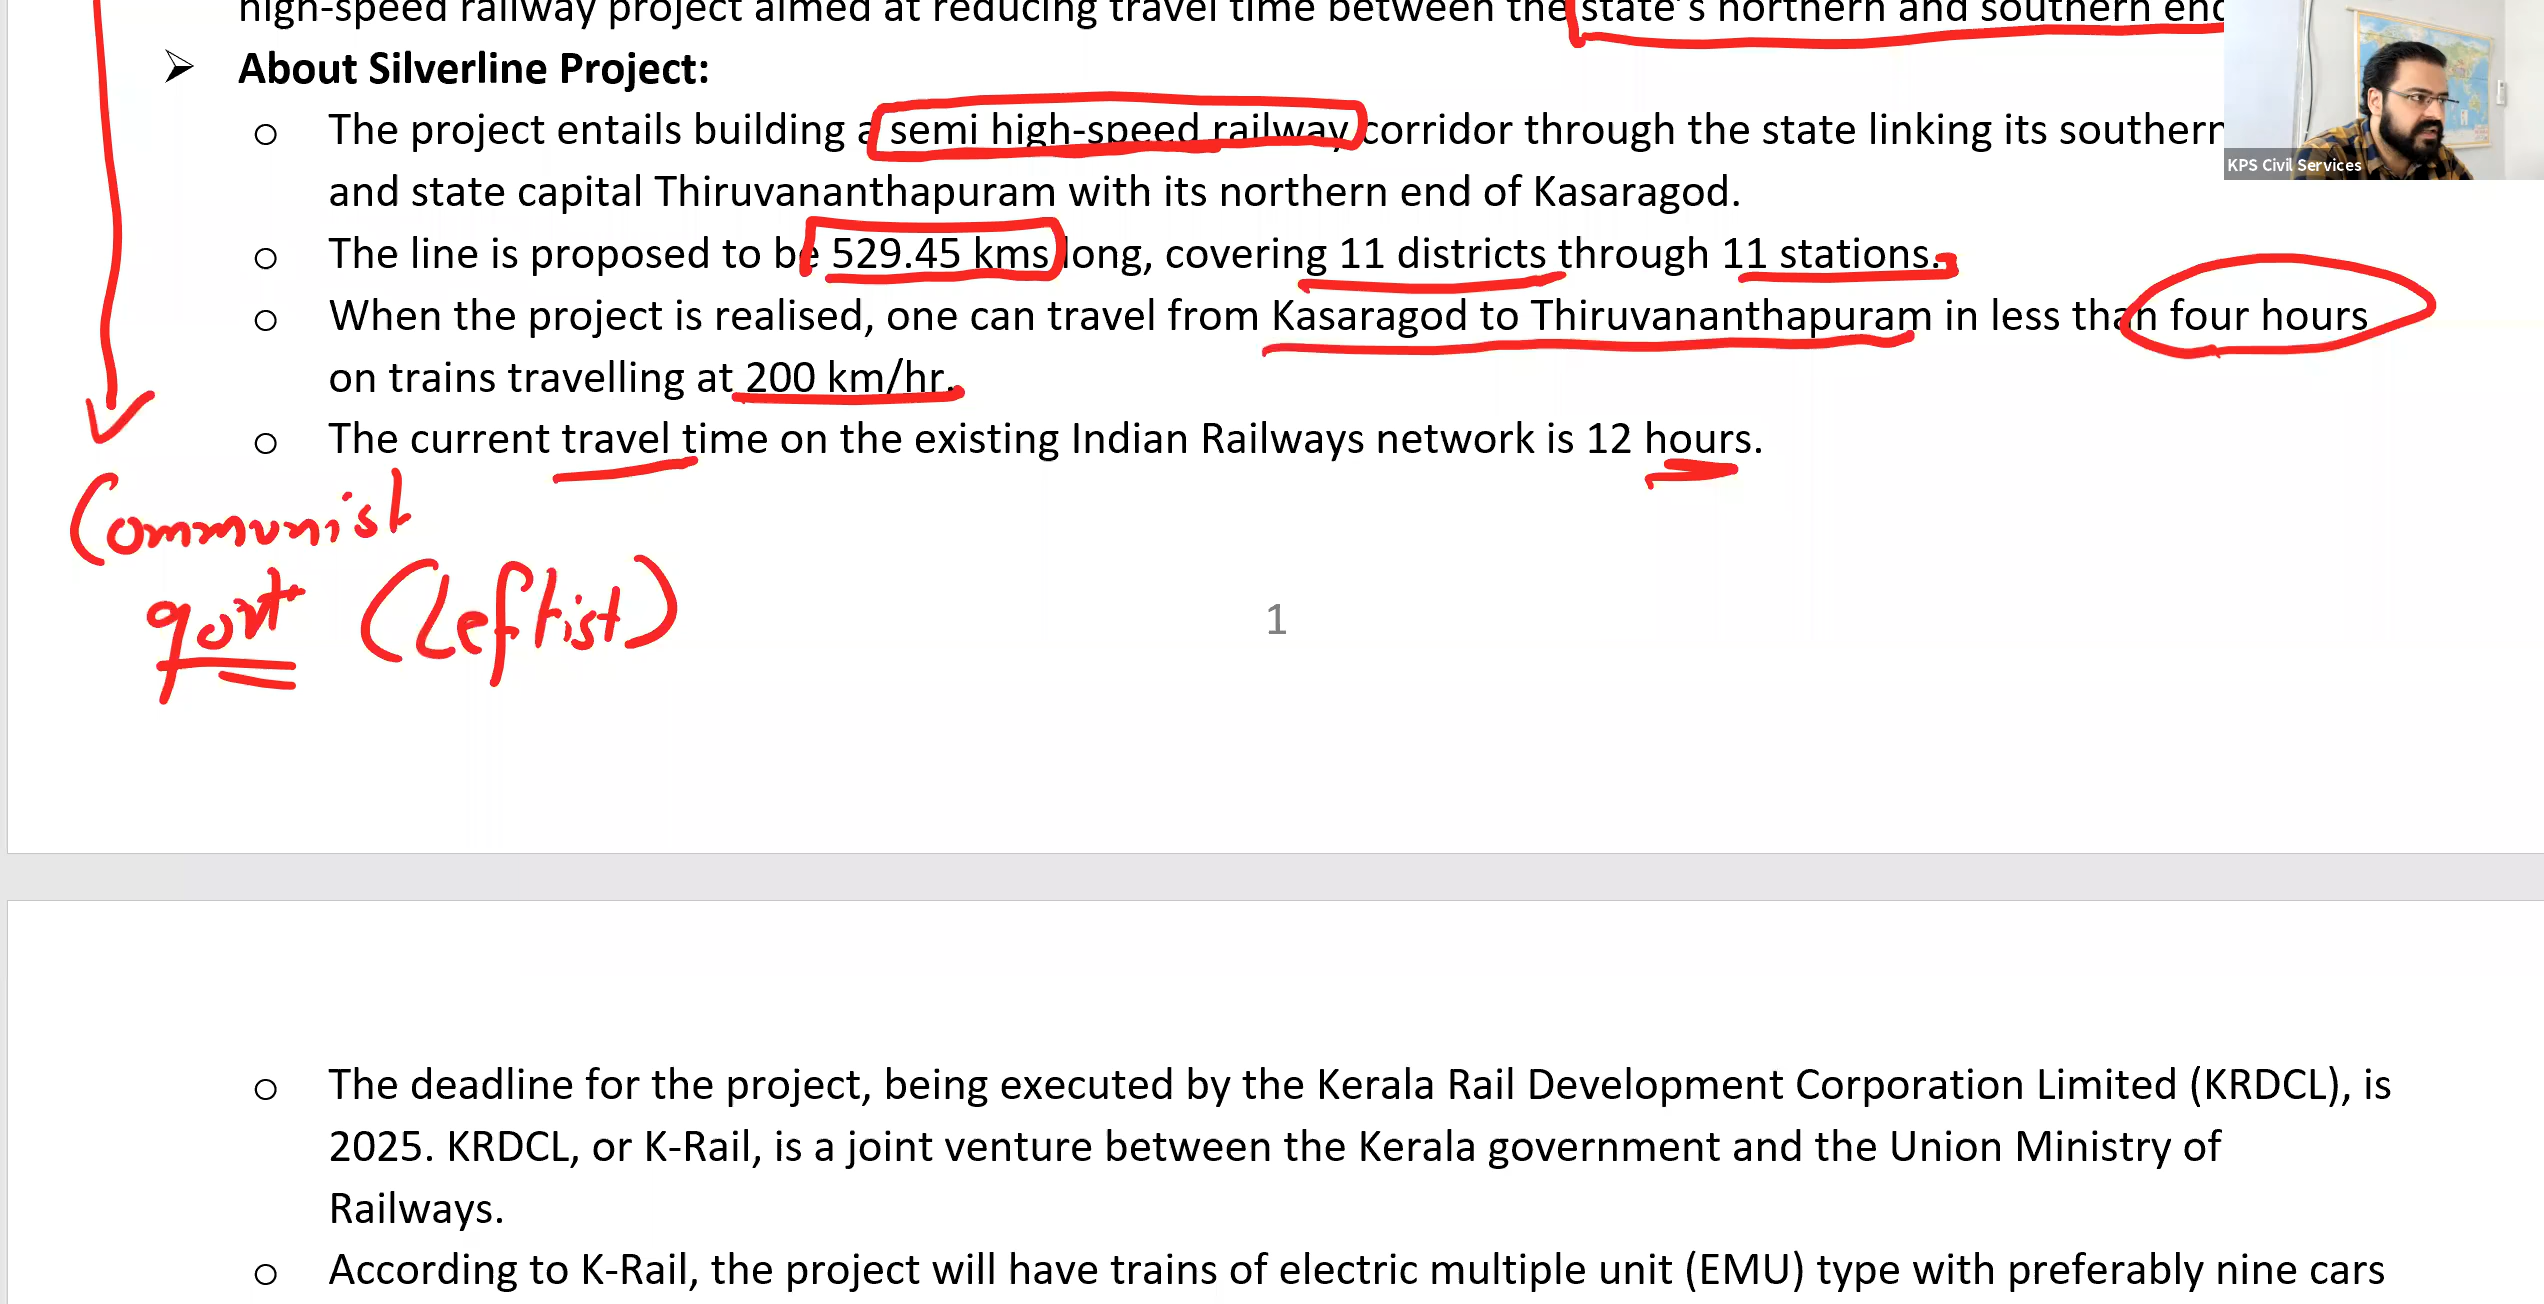 high-speed railway project aimed at reducing travel time between the state's northern and southern end
➤ About Silverline Project:
o The project entails building a semi high-speed railway corridor through the state linking its southern
KPS Civil Services
and state capital Thiruvananthapuram with its northern end of Kasaragod.
o The line is proposed to be 529.45 kms long, covering 11 districts through 11 stations.
o When the project is realised, one can travel from Kasaragod to Thiruvananthapuram in less than four hours
on trains travelling at 200 km/hr.
o The current travel time on the existing Indian Railways network is 12 hours.
Communist
govt (Leftist)
1
o The deadline for the project, being executed by the Kerala Rail Development Corporation Limited (KRDCL), is
2025. KRDCL, or K-Rail, is a joint venture between the Kerala government and the Union Ministry of
Railways.
o According to K-Rail, the project will have trains of electric multiple unit (EMU) type with preferably nine cars